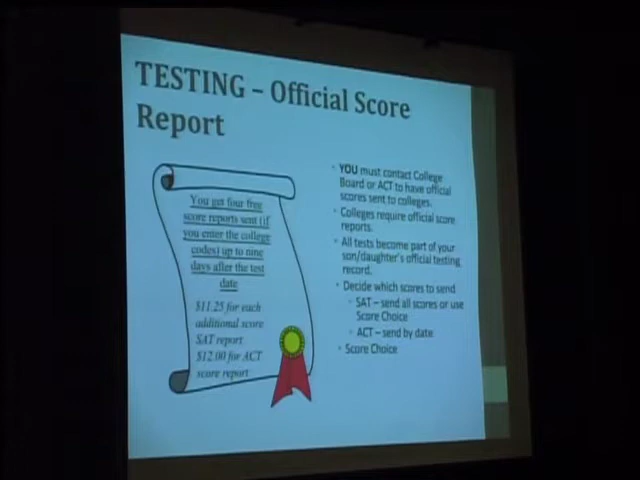 TESTING – Official Score
Report
You get four free
score reports sent (if
you enter the college
codes) up to nine
days after the test
date
$11.25 for each
additional score
SAT report
$12.00 for ACT
score report
· YOU must contact College
Board or ACT to have official
scores sent to colleges.
· Colleges require official score
reports.
· All tests become part of your
son/daughter's official testing
record.
· Decide which scores to send
· SAT – send all scores or use
Score Choice
· ACT – send by date
· Score Choice